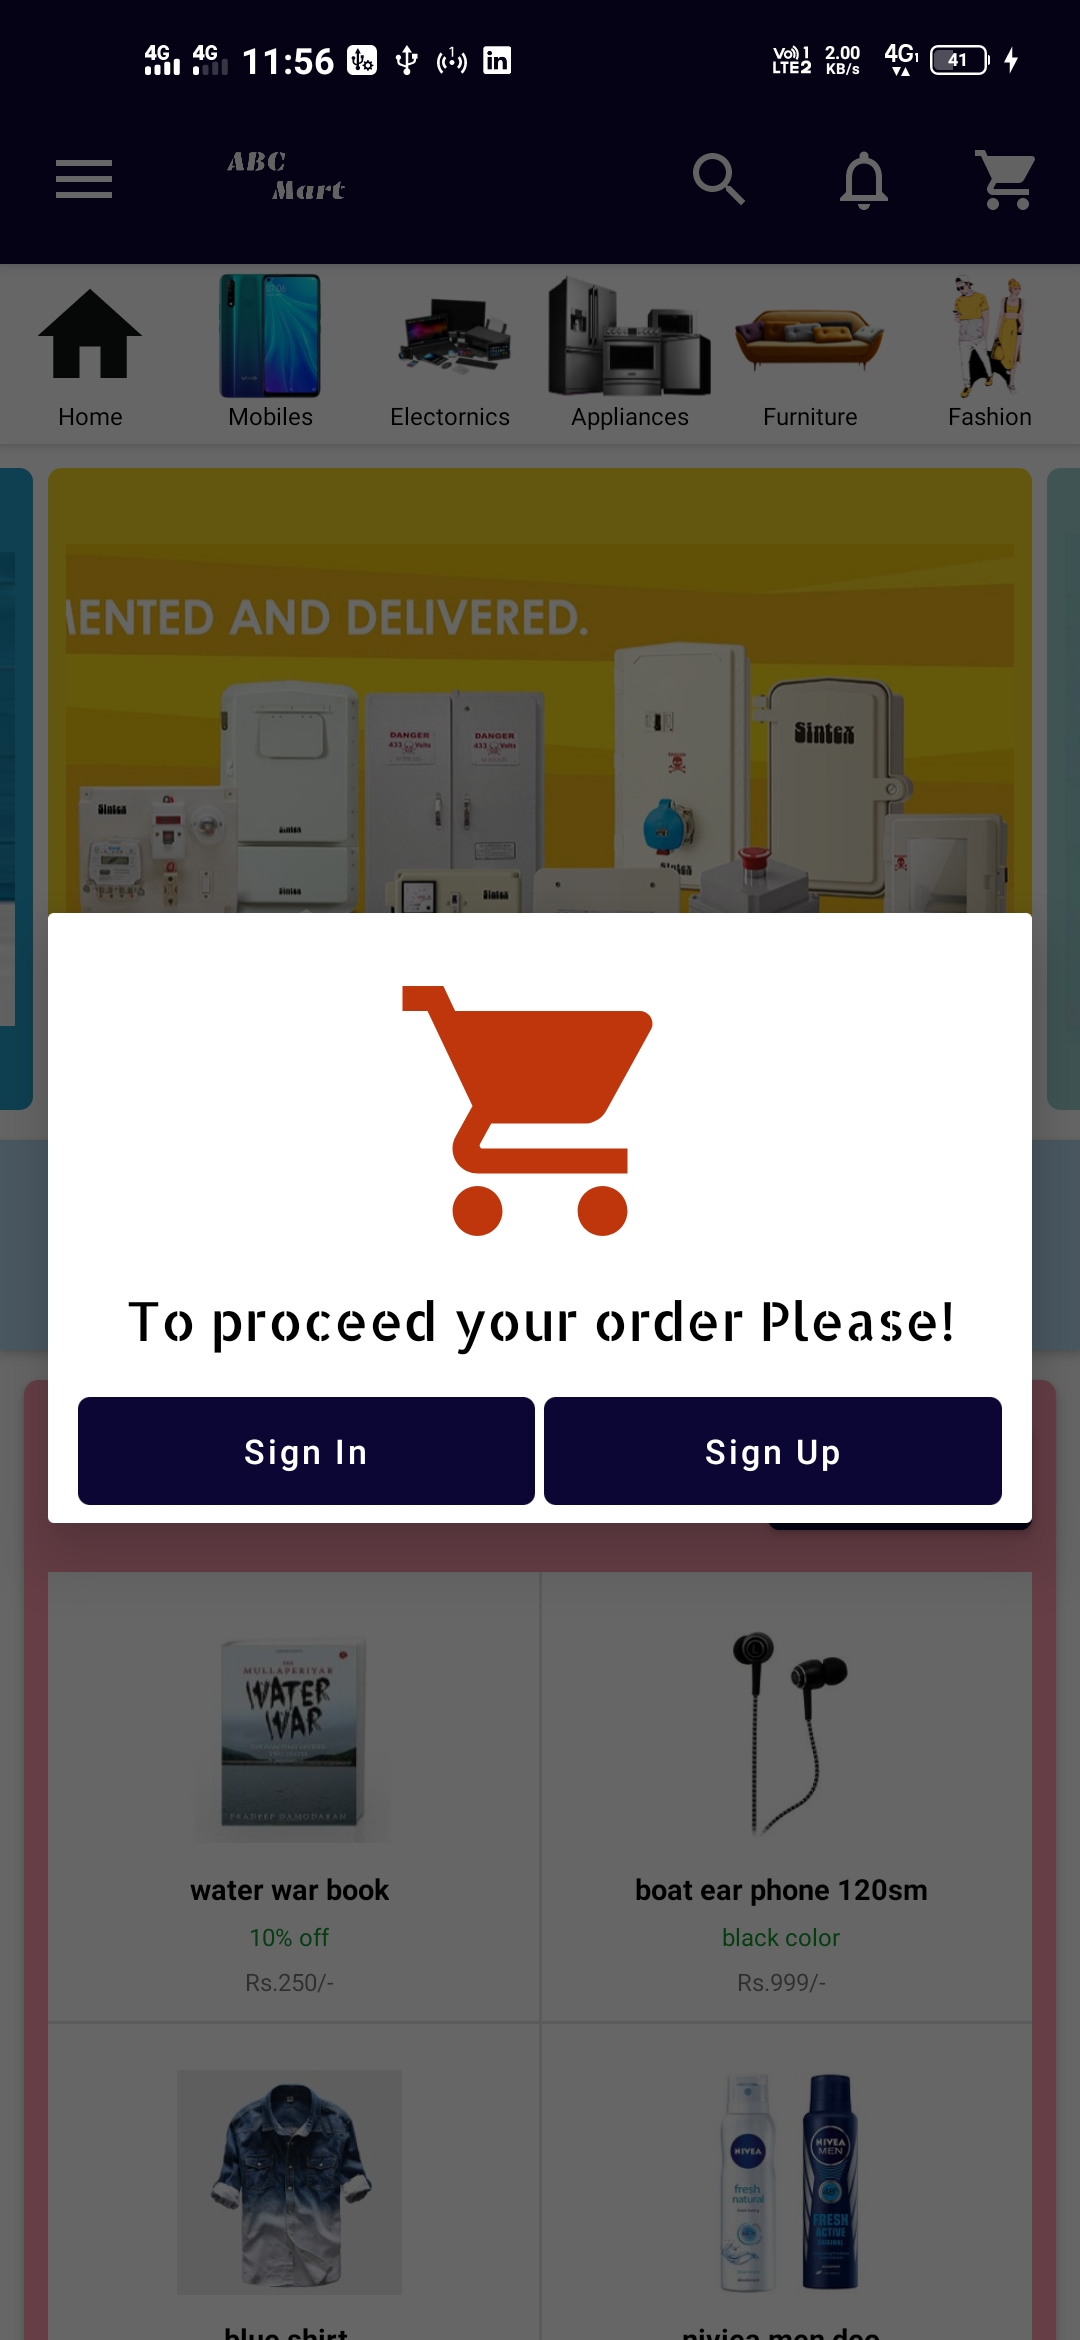 4G 4G 11:56
Vo) 1 LTE2 2.00 KB/s 4G 41
ABC
Mart
Home Mobiles Electornics Appliances Furniture Fashion
MENTED AND DELIVERED.
DANGER DANGER
433 Volts 433 Volts
Sintex
Sintex
Sintex
Sintex
Sintex
Sintex
To proceed your order Please!
Sign In Sign Up
THE
MULLAPERIYAR
WATER
WAR
PRADEEP DAMODARAN
water war book boat ear phone 120sm
10% off black color
Rs.250/- Rs.999/-
NIVEA
fresh
natural
NIVEA
MEN
FRESH
ACTIVE
ORIGINAL
blue shirt niviea men deo